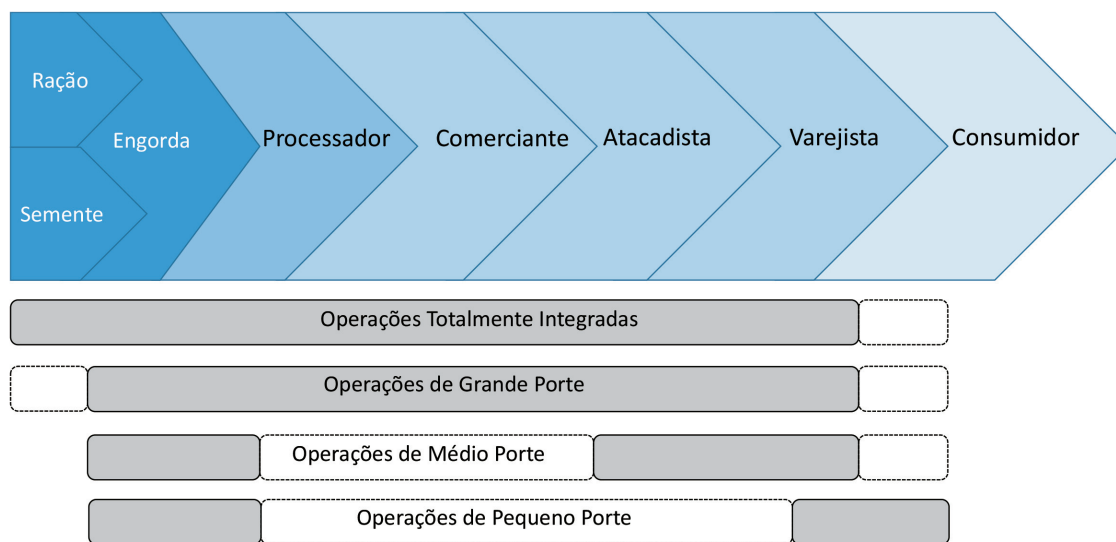 Ração
Semente
Engorda
Processador
Comerciante
Atacadista
Varejista
Consumidor
Operações Totalmente Integradas
Operações de Grande Porte
Operações de Médio Porte
Operações de Pequeno Porte